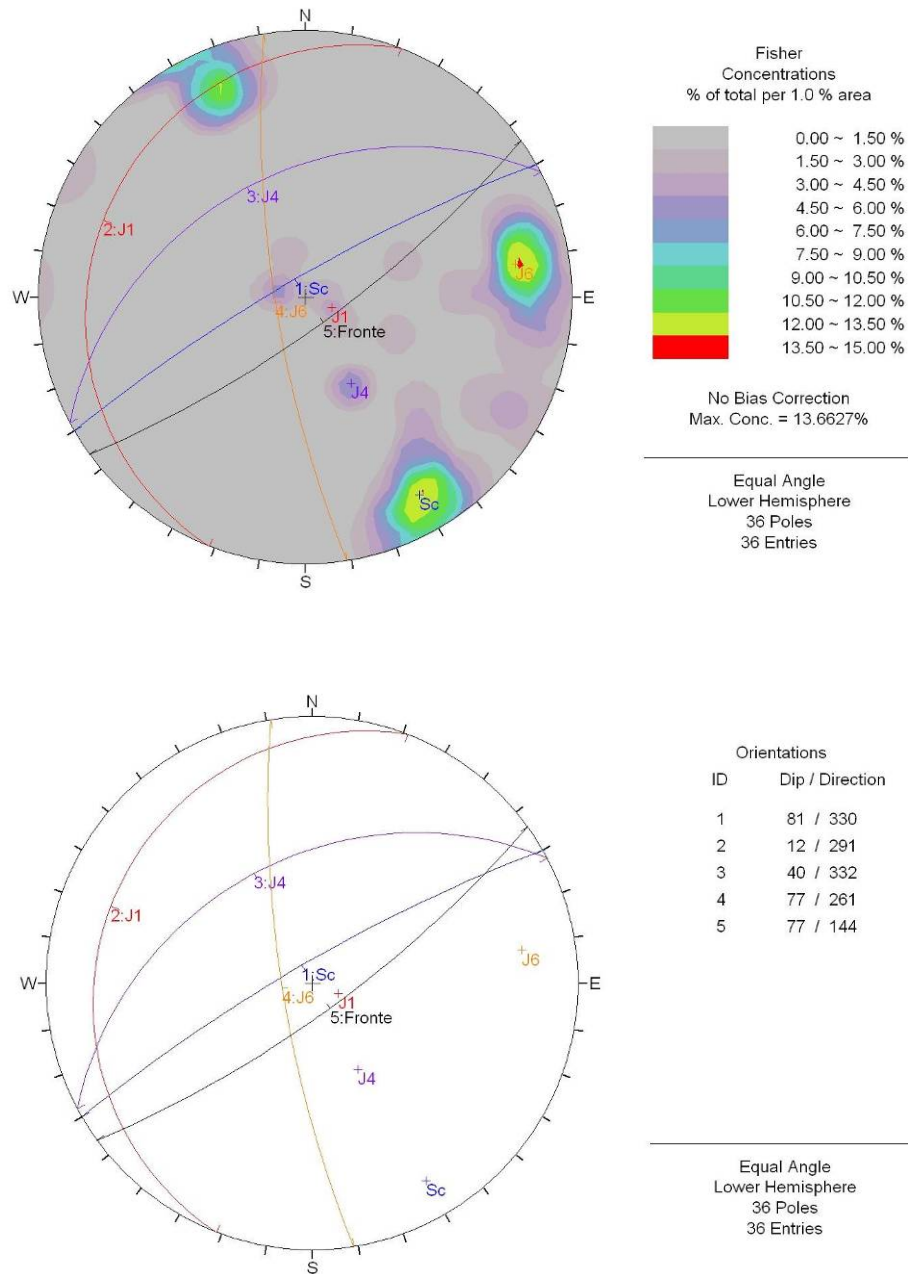 N
Fisher
Concentrations
% of total per 1.0 % area
0.00 ~ 1.50 %
1.50 ~ 3.00 %
3.00 ~ 4.50 %
4.50 ~ 6.00 %
6.00 ~ 7.50 %
7.50 ~ 9.00 %
9.00 ~ 10.50 %
10.50 ~ 12.00 %
12.00 ~ 13.50 %
13.50 ~ 15.00 %
No Bias Correction
Max. Conc. = 13.6627%
Equal Angle
Lower Hemisphere
36 Poles
36 Entries
3:J4
2:J1
J6
W
E
1:Sc
4:J6
J1
5:Fronte
J4
Sc
S
N
Orientations
ID Dip / Direction
1 81 / 330
2 12 / 291
3 40 / 332
4 77 / 261
5 77 / 144
3:J4
2:J1
J6
W
E
1:Sc
4:J6
J1
5:Fronte
J4
Sc
S
Equal Angle
Lower Hemisphere
36 Poles
36 Entries